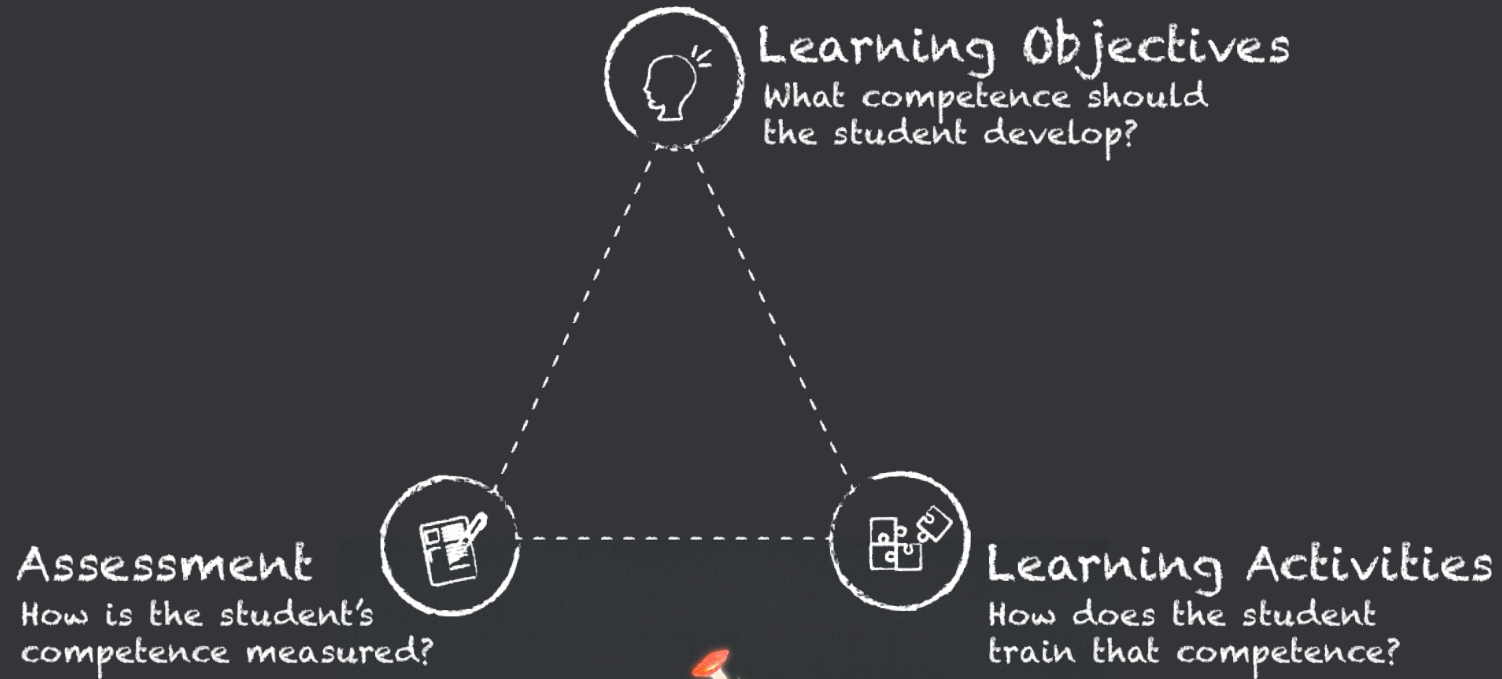 Learning Objectives
What competence should
the student develop?
Assessment
How is the student's
competence measured?
Learning Activities
How does the student
train that competence?